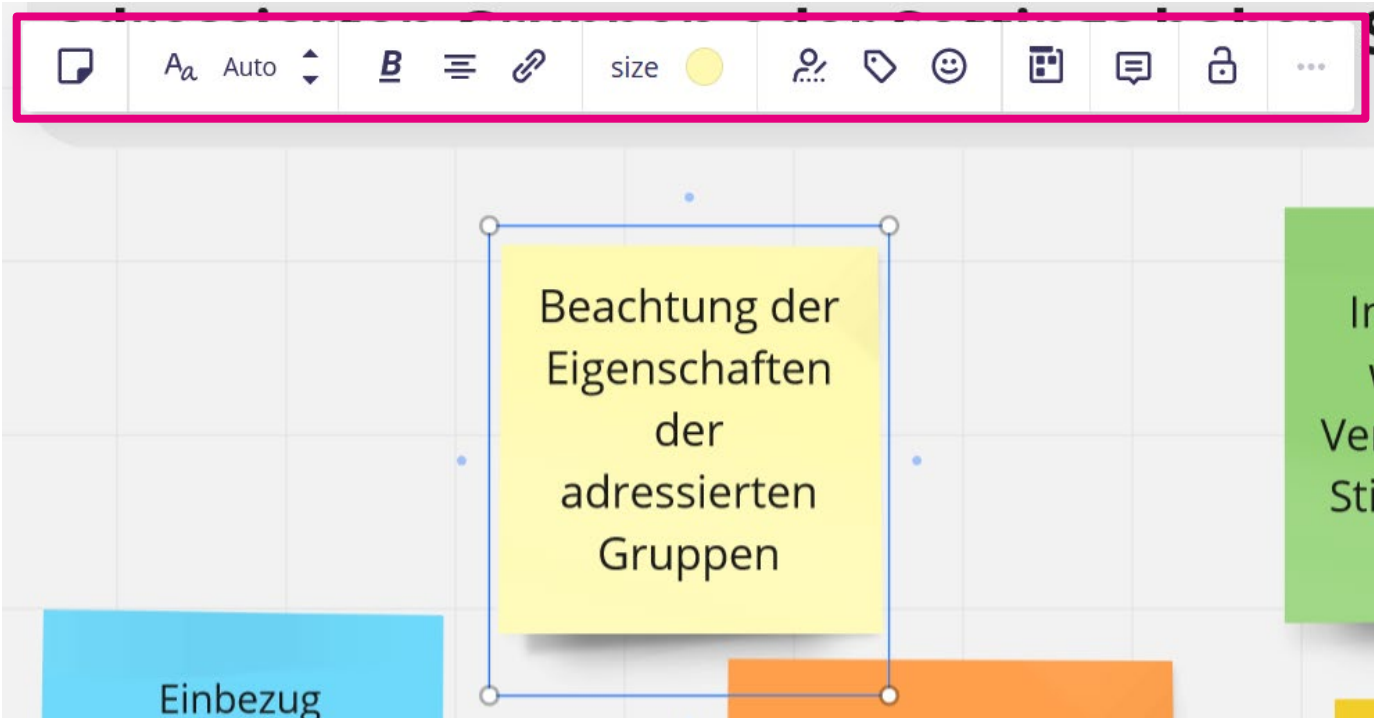 Aa Auto B size
Beachtung der
Eigenschaften
der
adressierten
Gruppen
Einbezug